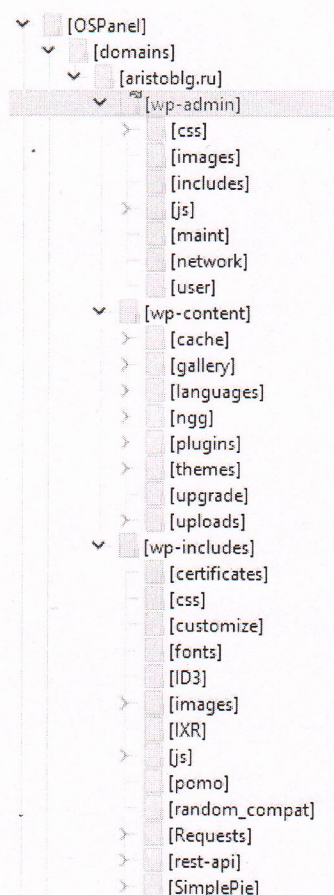 [OSPanel]
[domains]
[aristoblg.ru]
[wp-admin]
[css]
[images]
[includes]
[js]
[maint]
[network]
[user]
[wp-content]
[cache]
[gallery]
[languages]
[ngg]
[plugins]
[themes]
[upgrade]
[uploads]
[wp-includes]
[certificates]
[css]
[customize]
[fonts]
[ID3]
[images]
[IXR]
[js]
[pomo]
[random_compat]
[Requests]
[rest-api]
[SimplePie]